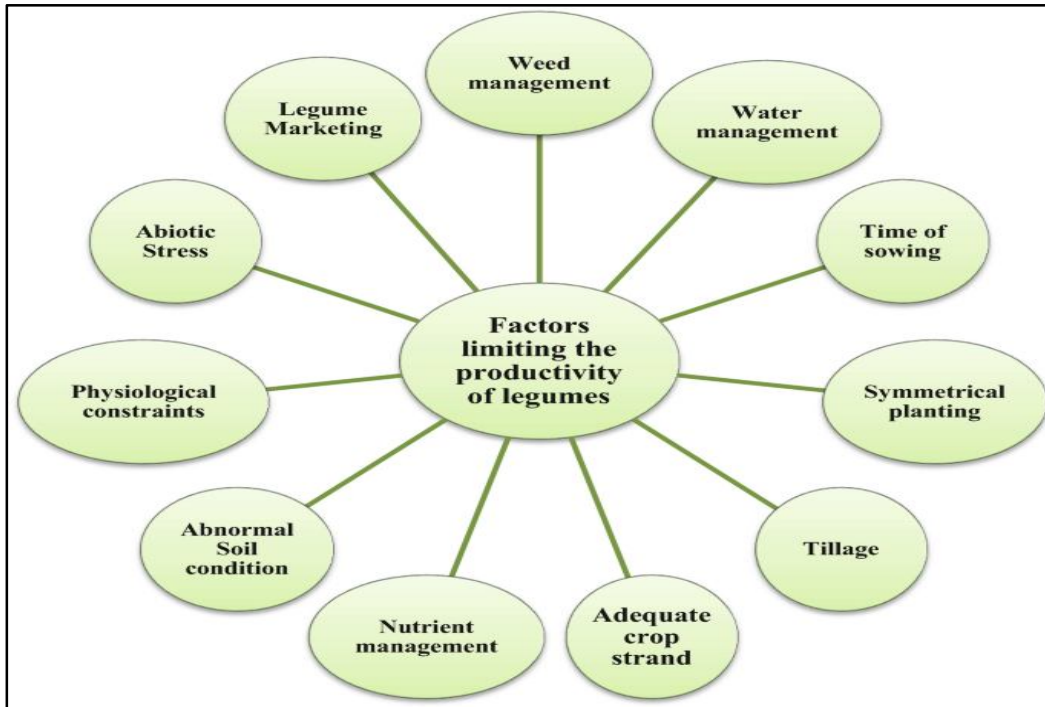 Weed
management
Water
management
Time of
sowing
Symmetrical
planting
Tillage
Adequate
crop
strand
Nutrient
management
Abnormal
Soil
condition
Physiological
constraints
Abiotic
Stress
Legume
Marketing
Factors
limiting the
productivity
of legumes